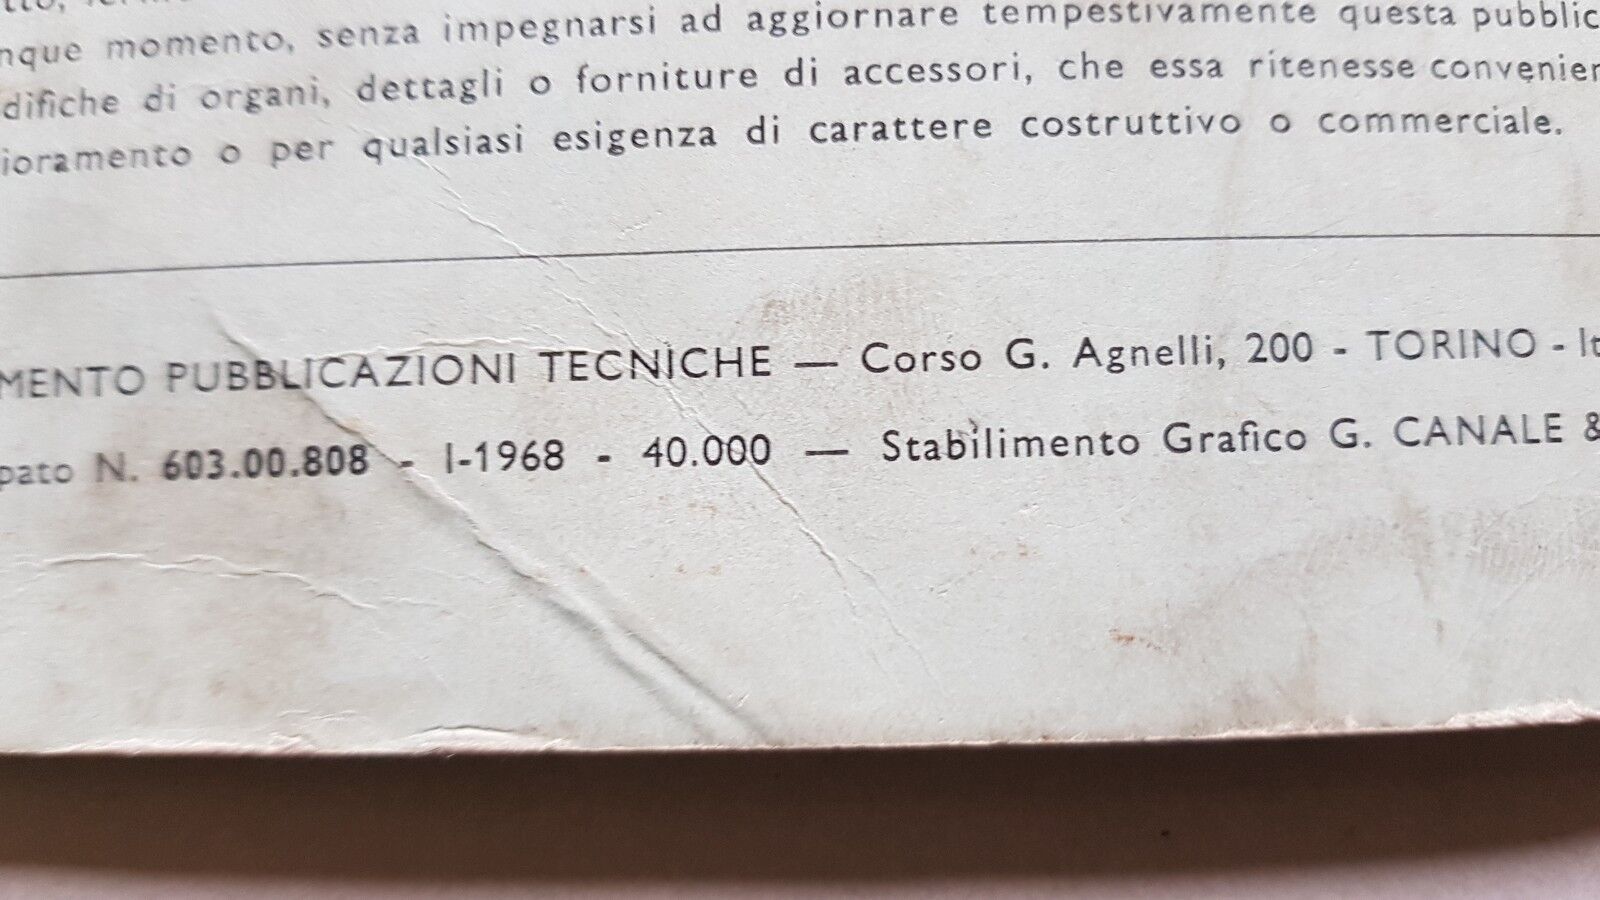 nque momento, senza impegnarsi ad aggiornare tempestivamente questa pubblic
difiche di organi, dettagli o forniture di accessori, che essa ritenesse convenien
ioramento o per qualsiasi esigenza di carattere costruttivo o commerciale.
MENTO PUBBLICAZIONI TECNICHE — Corso G. Agnelli, 200 - TORINO - It
pato N. 603.00.808 - I-1968 - 40.000 — Stabilimento Grafico G. CANALE &